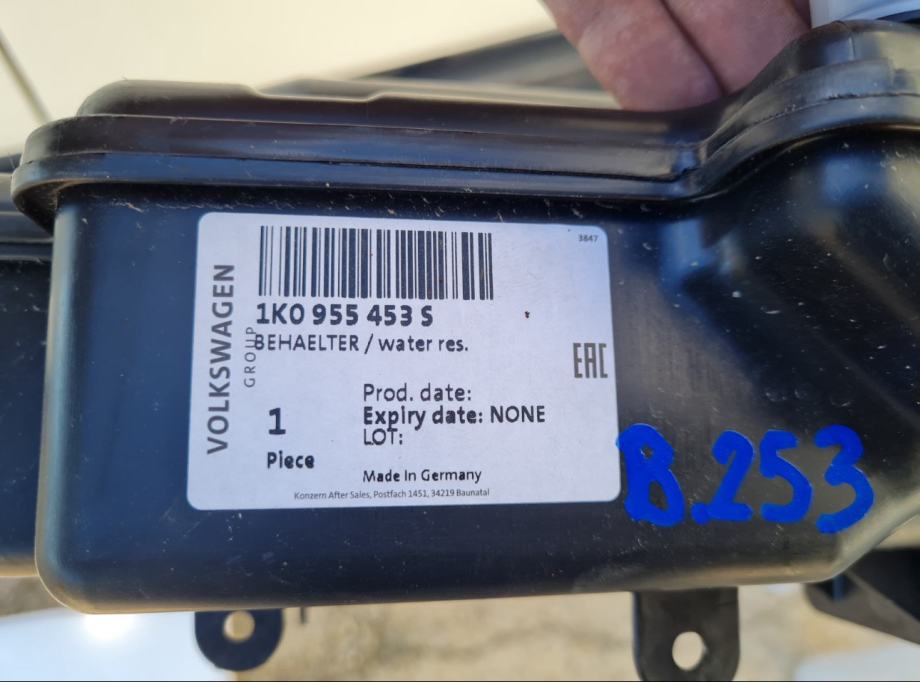 3847
VOLKSWAGEN
GROUP
1K0 955 453 S
BEHAELTER / water res.
EAC
1
Piece
Prod. date:
Expiry date: NONE
LOT:
Made In Germany
Konzern After Sales, Postfach 1451, 34219 Baunatal
B.253